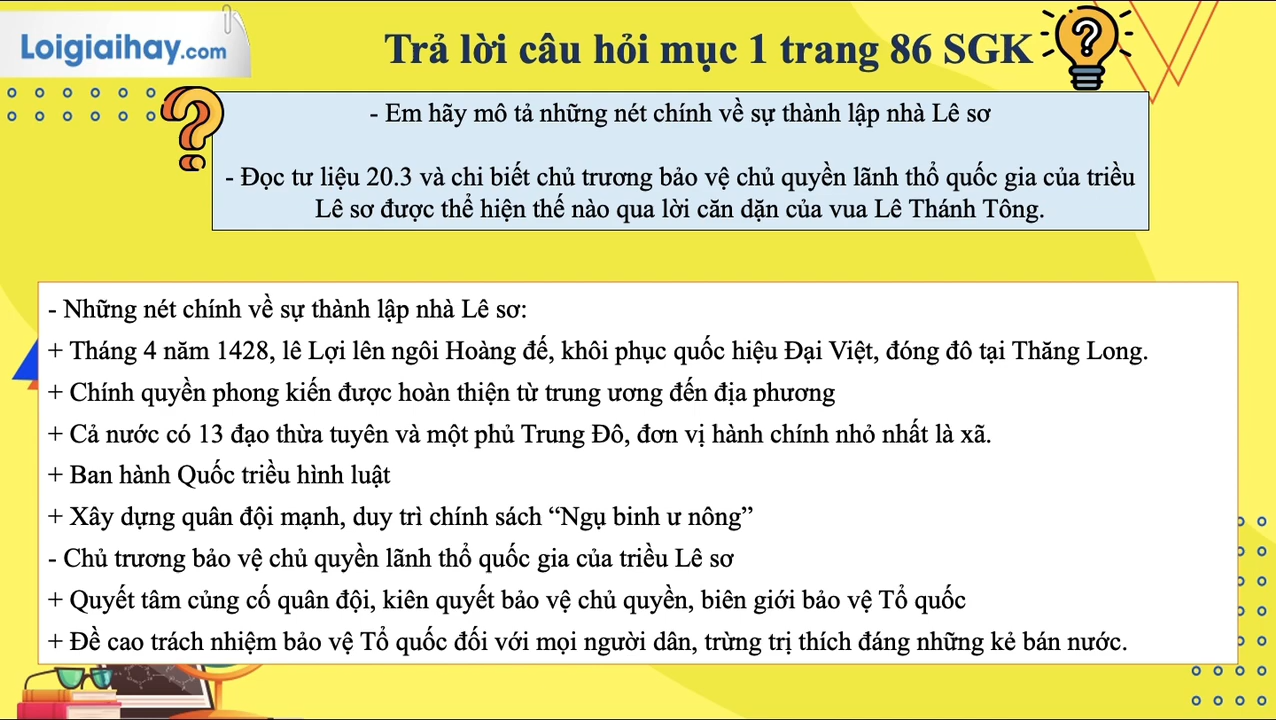 Loigiaihay.com
Trả lời câu hỏi mục 1 trang 86 SGK
- Em hãy mô tả những nét chính về sự thành lập nhà Lê sơ
- Đọc tư liệu 20.3 và chi biết chủ trương bảo vệ chủ quyền lãnh thổ quốc gia của triều
Lê sơ được thể hiện thế nào qua lời căn dặn của vua Lê Thánh Tông.
- Những nét chính về sự thành lập nhà Lê sơ:
+ Tháng 4 năm 1428, lê Lợi lên ngôi Hoàng đế, khôi phục quốc hiệu Đại Việt, đóng đô tại Thăng Long.
+ Chính quyền phong kiến được hoàn thiện từ trung ương đến địa phương
+ Cả nước có 13 đạo thừa tuyên và một phủ Trung Đô, đơn vị hành chính nhỏ nhất là xã.
+ Ban hành Quốc triều hình luật
+ Xây dựng quân đội mạnh, duy trì chính sách “Ngụ binh ư nông”
- Chủ trương bảo vệ chủ quyền lãnh thổ quốc gia của triều Lê sơ
+ Quyết tâm củng cố quân đội, kiên quyết bảo vệ chủ quyền, biên giới bảo vệ Tổ quốc
+ Đề cao trách nhiệm bảo vệ Tổ quốc đối với mọi người dân, trừng trị thích đáng những kẻ bán nước.